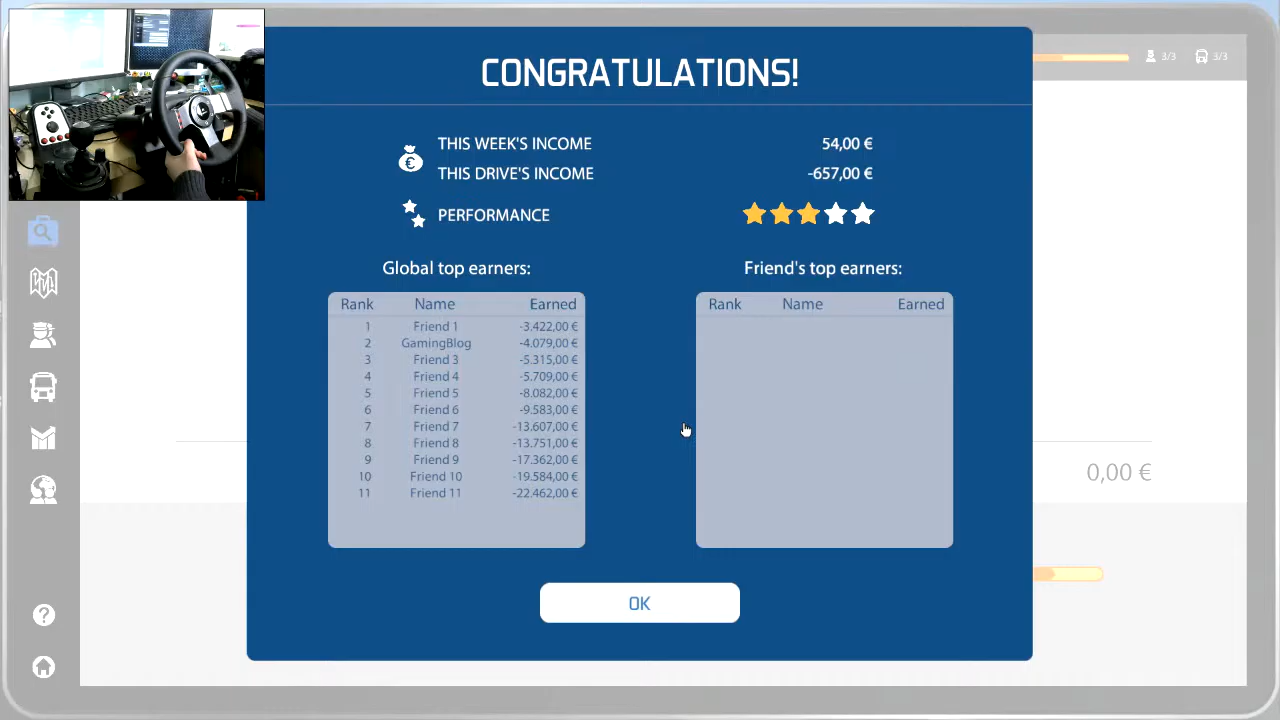 CONGRATULATIONS!
3/3 3/3
THIS WEEK'S INCOME 54,00 €
THIS DRIVE'S INCOME -657,00 €
PERFORMANCE
Global top earners:
Rank Name Earned
1 Friend 1 -3.422,00 €
2 GamingBlog -4.079,00 €
3 Friend 3 -5.315,00 €
4 Friend 4 -5.709,00 €
5 Friend 5 -8.082,00 €
6 Friend 6 -9.583,00 €
7 Friend 7 -13.607,00 €
8 Friend 8 -13.751,00 €
9 Friend 9 -17.362,00 €
10 Friend 10 -19.584,00 €
11 Friend 11 -22.462,00 €
Friend's top earners:
Rank Name Earned
0,00 €
OK